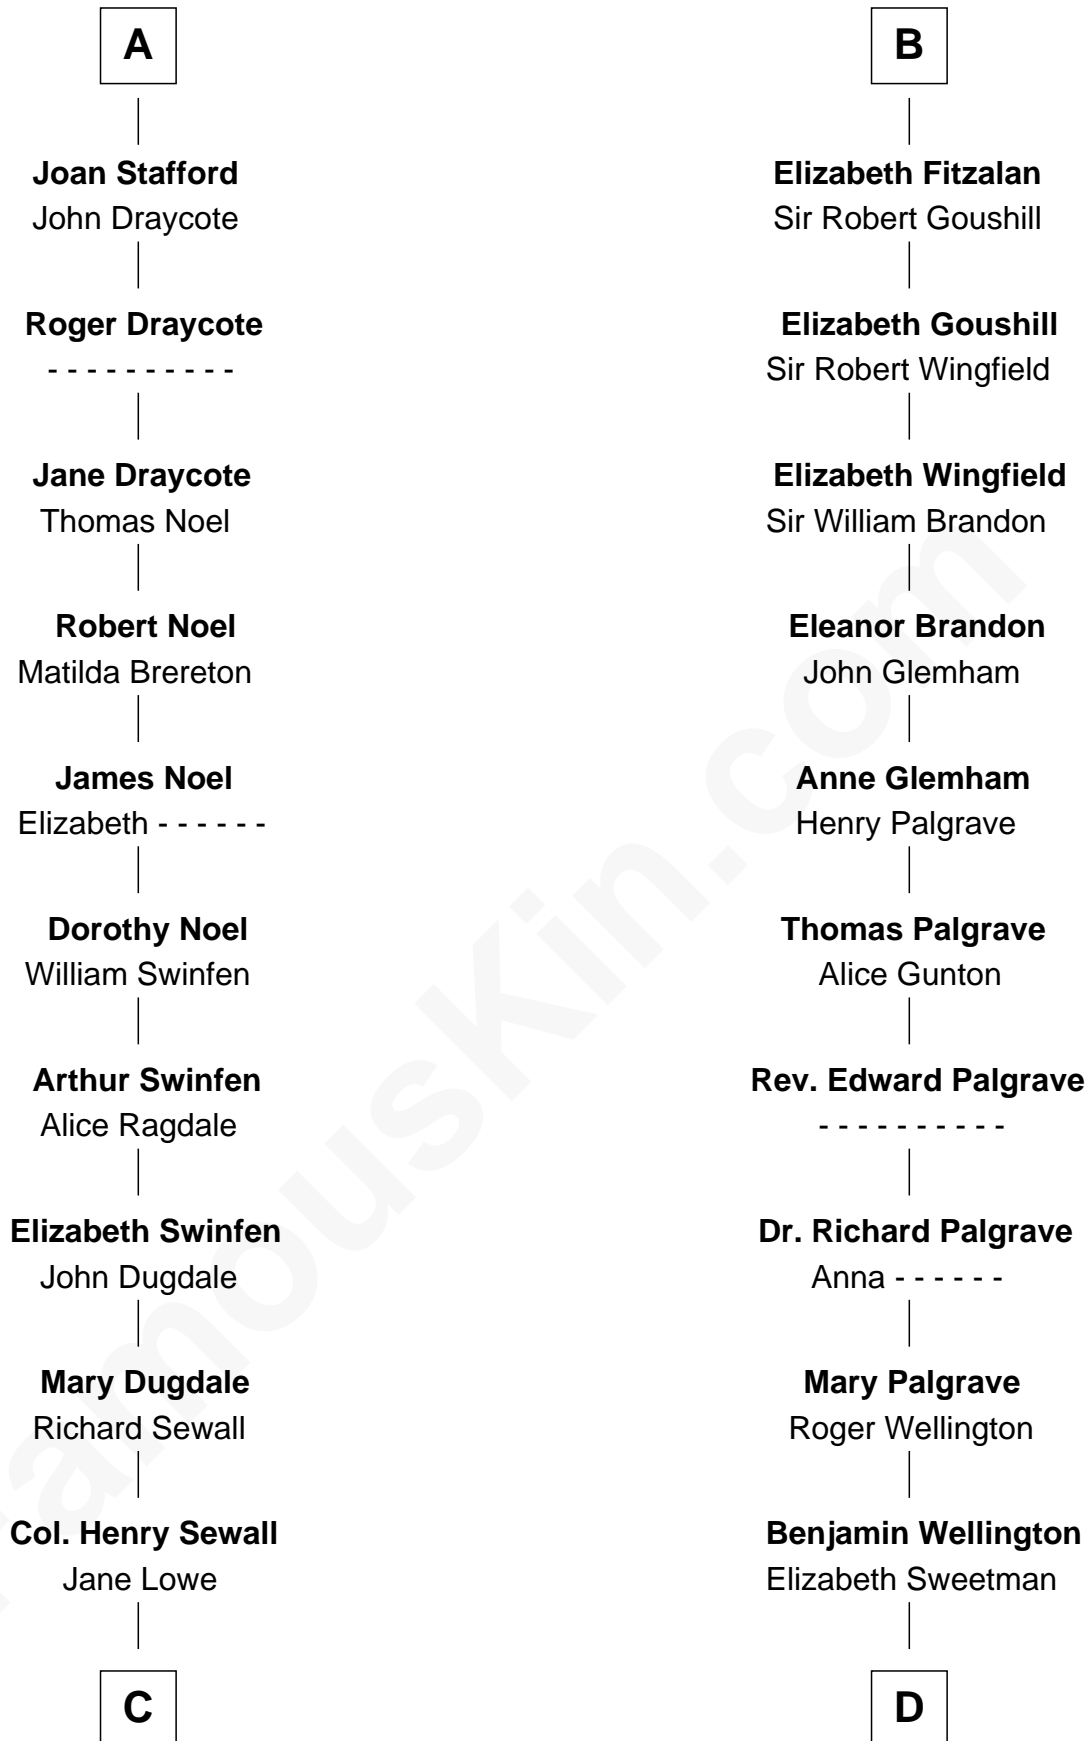 A
Joan Stafford
John Draycote
Roger Draycote
- - - - - - - - - -
Jane Draycote
Thomas Noel
Robert Noel
Matilda Brereton
James Noel
Elizabeth - - - - - -
Dorothy Noel
William Swinfen
Arthur Swinfen
Alice Ragdale
Elizabeth Swinfen
John Dugdale
Mary Dugdale
Richard Sewall
Col. Henry Sewall
Jane Lowe
C
B
Elizabeth Fitzalan
Sir Robert Goushill
Elizabeth Goushill
Sir Robert Wingfield
Elizabeth Wingfield
Sir William Brandon
Eleanor Brandon
John Glemham
Anne Glemham
Henry Palgrave
Thomas Palgrave
Alice Gunton
Rev. Edward Palgrave
- - - - - - - - - -
Dr. Richard Palgrave
Anna - - - - - -
Mary Palgrave
Roger Wellington
Benjamin Wellington
Elizabeth Sweetman
D
FamousKin.com